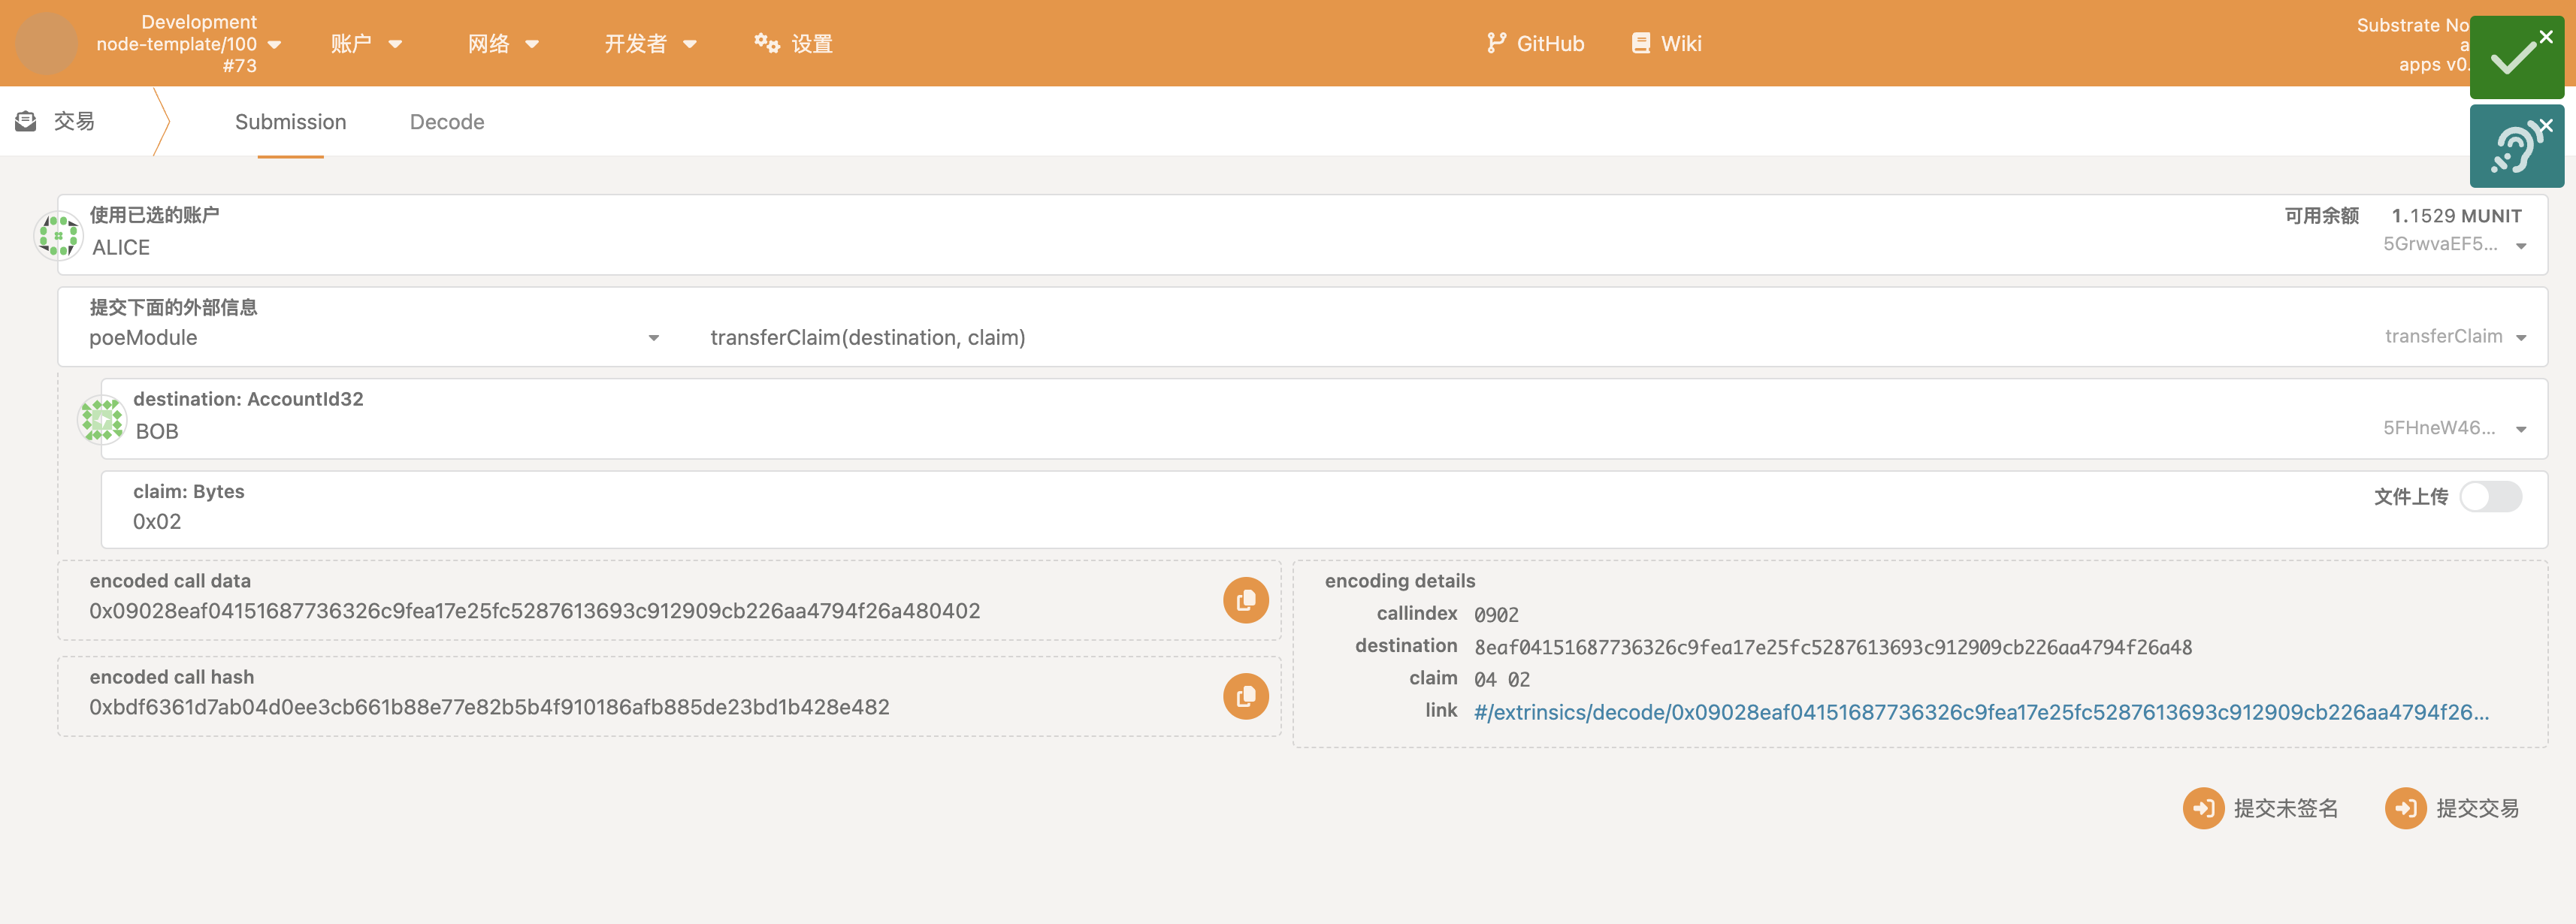 Development
node-template/100
#73
账户
网络
开发者
设置
GitHub
Wiki
Substrate No
a
apps v0.
交易
Submission
Decode
使用已选的账户
ALICE
可用余额 1.1529 MUNIT
5GrwvaEF5...
提交下面的外部信息
poeModule
transferClaim(destination, claim)
transferClaim
destination: AccountId32
BOB
5FHneW46...
claim: Bytes
0x02
文件上传
encoded call data
0x09028eaf04151687736326c9fea17e25fc5287613693c912909cb226aa4794f26a480402
encoded call hash
0xbdf6361d7ab04d0ee3cb661b88e77e82b5b4f910186afb885de23bd1b428e482
encoding details
callindex 0902
destination 8eaf04151687736326c9fea17e25fc5287613693c912909cb226aa4794f26a48
claim 04 02
link #/extrinsics/decode/0x09028eaf04151687736326c9fea17e25fc5287613693c912909cb226aa4794f26...
提交未签名
提交交易